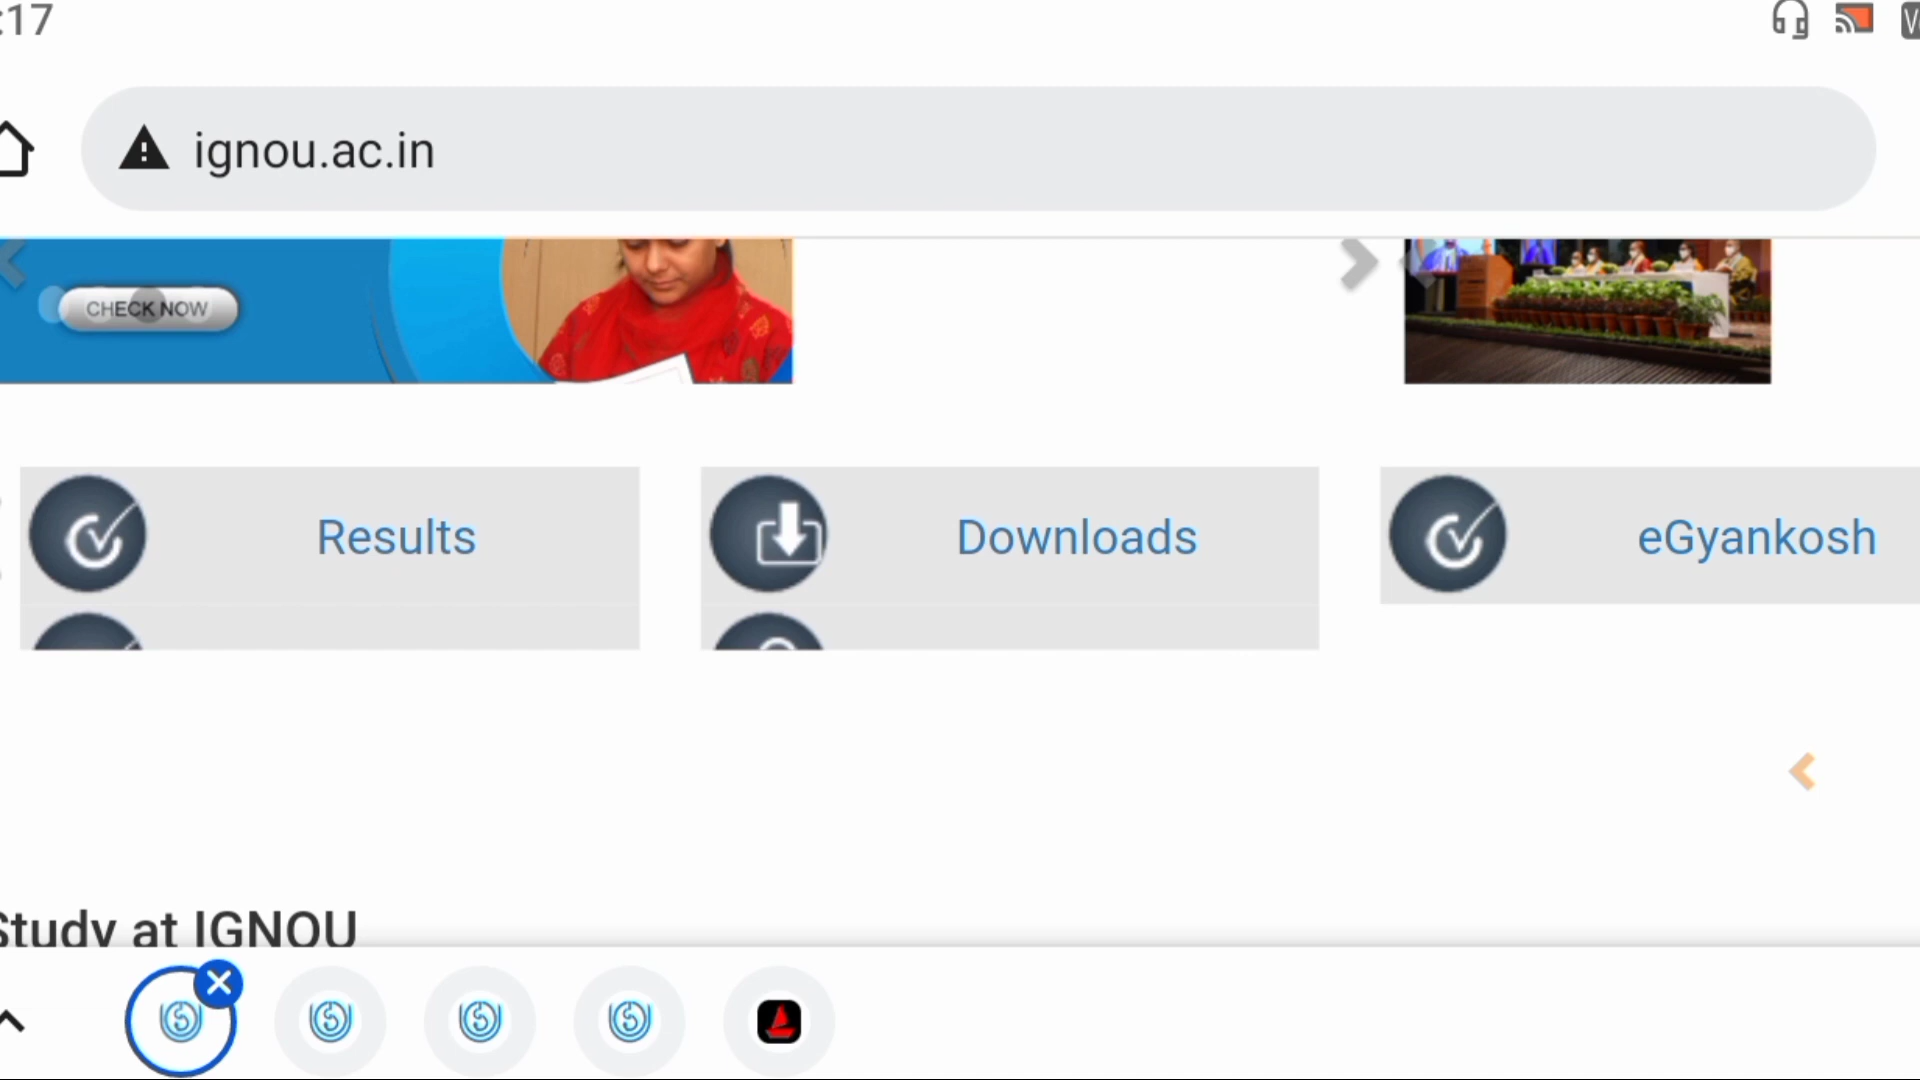 :17
ignou.ac.in
CHECK NOW
Results
Downloads
eGyankosh
Study at IGNOU